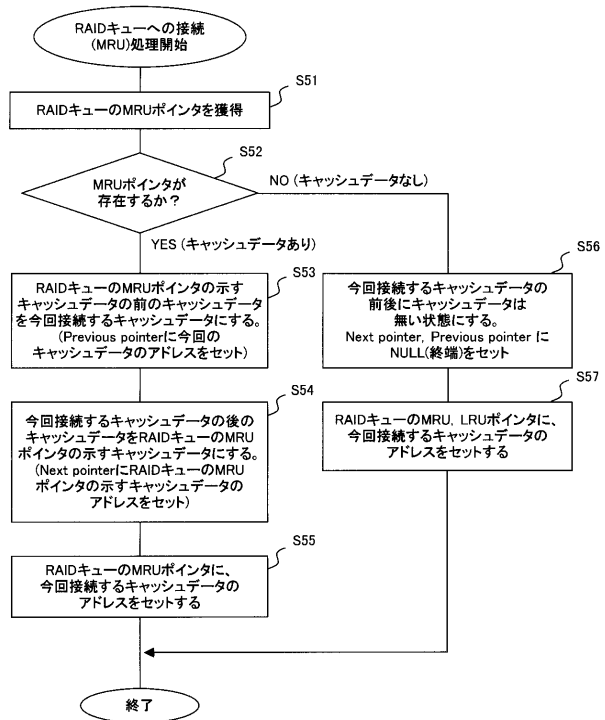 RAIDキューへの接続
(MRU)処理開始
S51
RAIDキューのMRUポインタを獲得
S52
MRUポインタが
存在するか？
NO (キャッシュデータなし)
YES (キャッシュデータあり)
S53
RAIDキューのMRUポインタの示す
キャッシュデータの前のキャッシュデータ
を今回接続するキャッシュデータにする。
(Previous pointerに今回の
キャッシュデータのアドレスをセット)
S54
今回接続するキャッシュデータの後の
キャッシュデータをRAIDキューのMRU
ポインタの示すキャッシュデータにする。
(Next pointerにRAIDキューのMRU
ポインタの示すキャッシュデータの
アドレスをセット)
S55
RAIDキューのMRUポインタに、
今回接続するキャッシュデータの
アドレスをセットする
S56
今回接続するキャッシュデータの
前後にキャッシュデータは
無い状態にする。
Next pointer, Previous pointer に
NULL(終端)をセット
S57
RAIDキューのMRU, LRUポインタに、
今回接続するキャッシュデータの
アドレスをセットする
終了